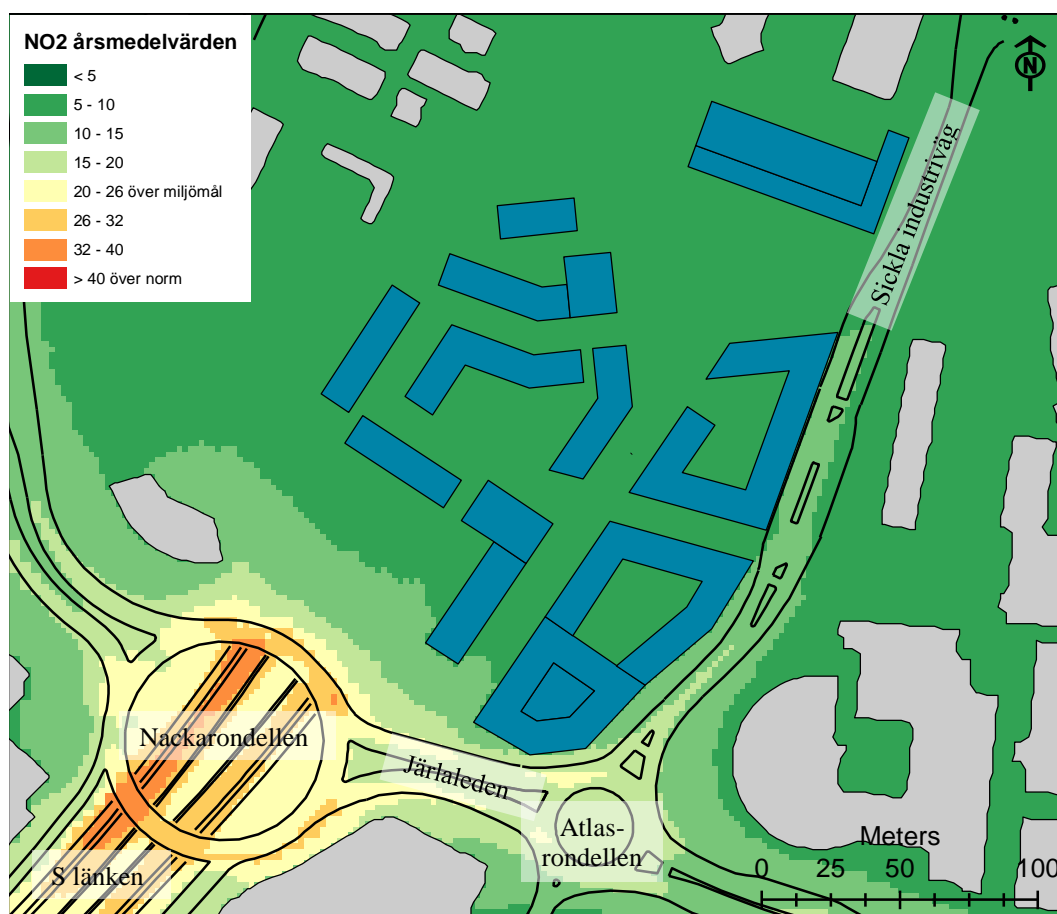 NO2 årsmedelvärden
< 5
5 - 10
10 - 15
15 - 20
20 - 26 över miljömål
26 - 32
32 - 40
> 40 över norm
N
Sickla industriväg
Nackarondellen
Järlaleden
Atlas-
rondellen
S länken
Meters
0 25 50 100